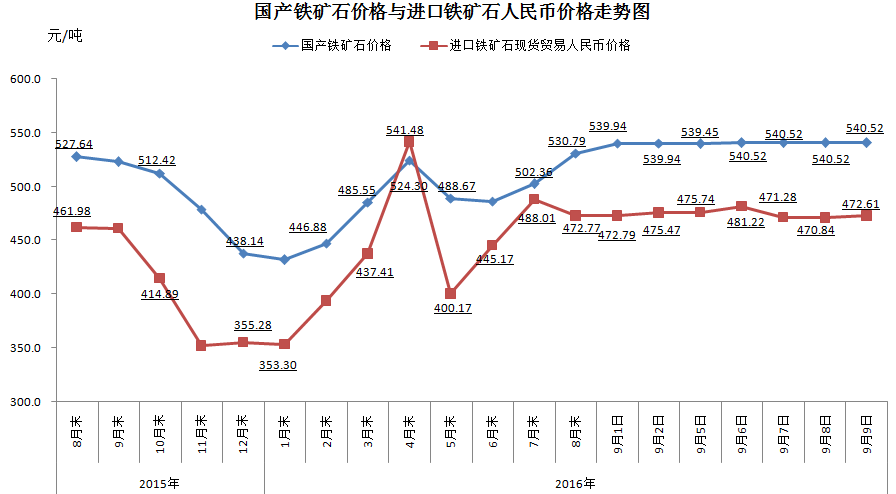 国产铁矿石价格与进口铁矿石人民币价格走势图
元/吨
国产铁矿石价格
进口铁矿石现货贸易人民币价格
600.0
550.0
500.0
450.0
400.0
350.0
300.0
527.64
512.42
438.14
446.88
485.55
524.30
488.67
502.36
530.79
539.94
539.94
539.45
540.52
540.52
540.52
540.52
461.98
414.89
355.28
353.30
437.41
541.48
400.17
445.17
488.01
472.77
472.79
475.47
475.74
481.22
471.28
470.84
472.61
8月末
9月末
10月末
11月末
12月末
1月末
2月末
3月末
4月末
5月末
6月末
7月末
8月末
9月1日
9月2日
9月5日
9月6日
9月7日
9月8日
9月9日
2015年
2016年